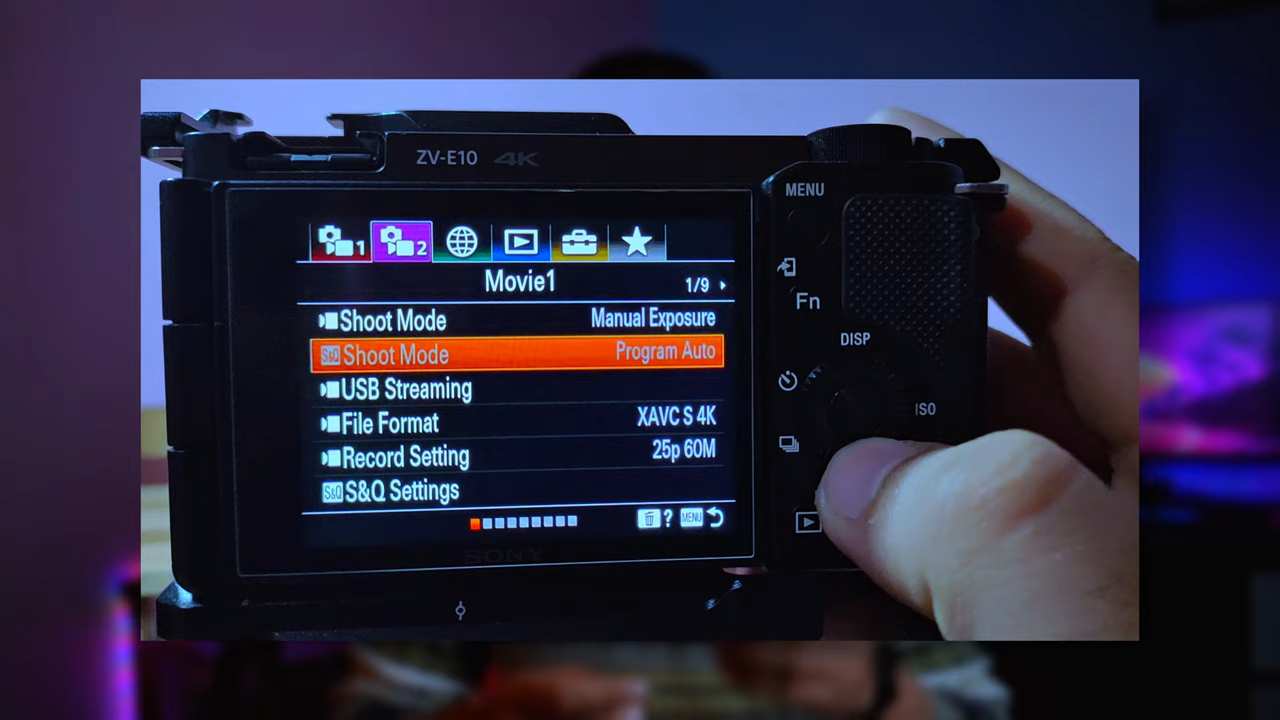 ZV-E10 4K
MENU
1
2
Movie1 1/9
Shoot Mode Manual Exposure
S&Q Shoot Mode Program Auto
USB Streaming
File Format XAVC S 4K
Record Setting 25p 60M
S&Q S&Q Settings
? MENU
SONY
Fn
DISP
ISO